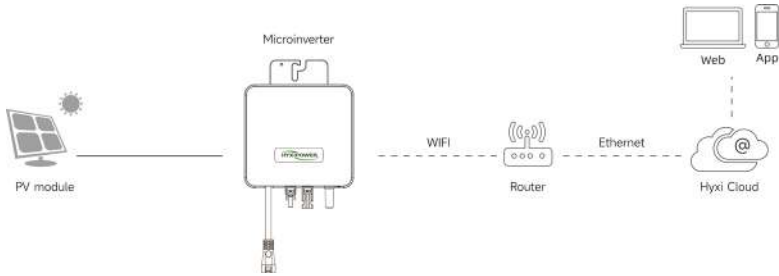 Microinverter
Web
App
HYXIPOWER
WIFI
Ethernet
@
PV module
Router
Hyxi Cloud